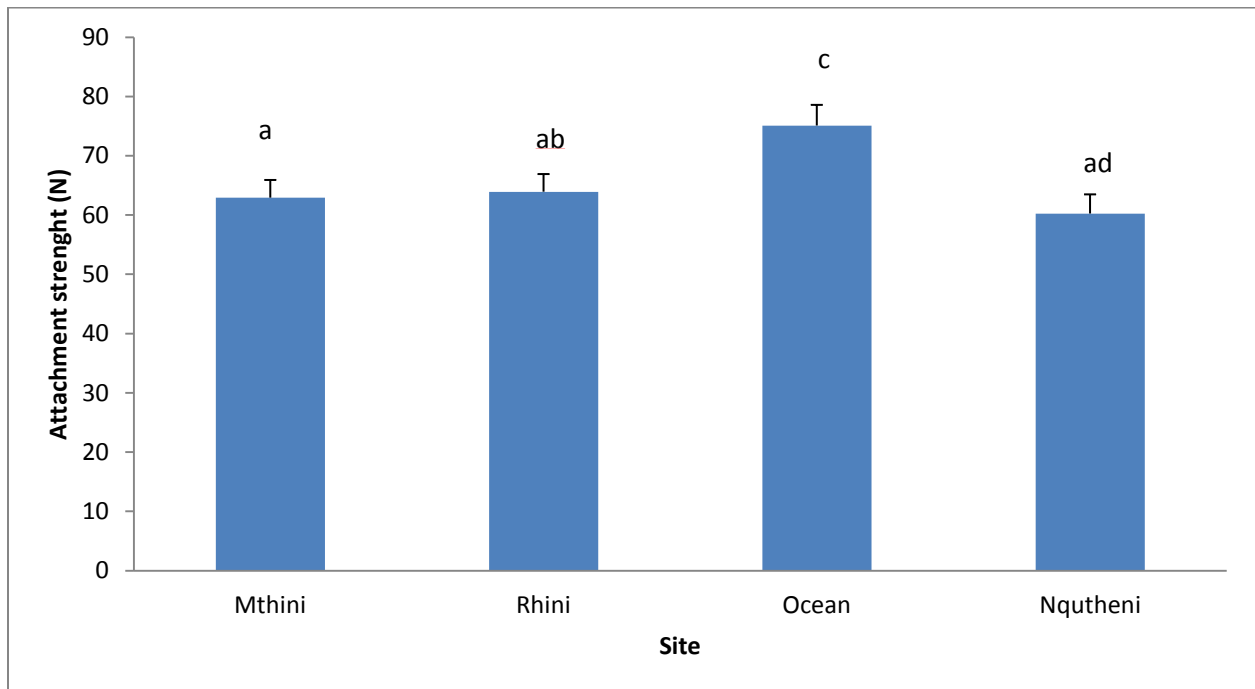 90
80
70
60
50
40
30
20
10
0
Attachment strenght (N)
a
ab
c
ad
Mthini
Rhini
Ocean
Nqutheni
Site